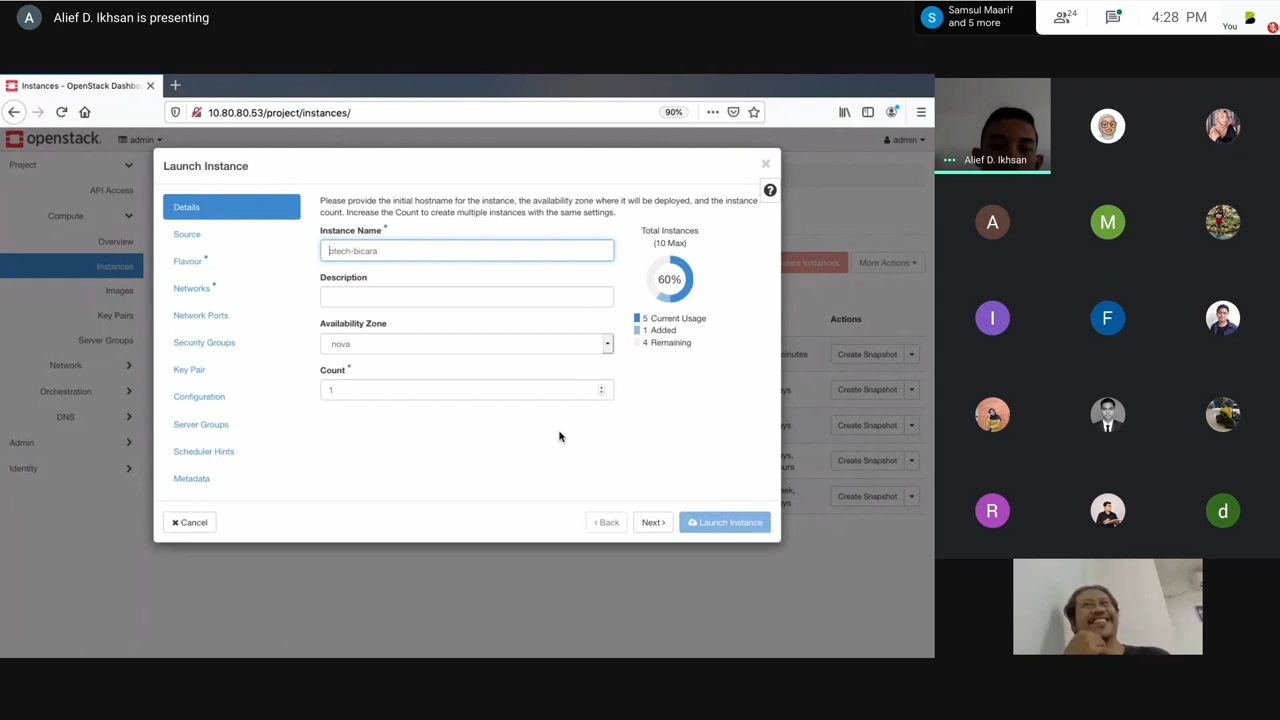 A
Alief D. Ikhsan is presenting
S
Samsul Maarif
and 5 more
24
4:28 PM
You
Instances - OpenStack Dashbo
10.80.80.53/project/instances/
90%
openstack.
admin
admin
Project
API Access
Compute
Overview
Instances
Images
Key Pairs
Server Groups
Network
Orchestration
DNS
Admin
Identity
Launch Instance
Details
Source
Flavour *
Networks *
Network Ports
Security Groups
Key Pair
Configuration
Server Groups
Scheduler Hints
Metadata
Please provide the initial hostname for the instance, the availability zone where it will be deployed, and the instance
count. Increase the Count to create multiple instances with the same settings.
Instance Name *
btech-bicara
Description
Availability Zone
nova
Count *
1
Total Instances
(10 Max)
60%
5 Current Usage
1 Added
4 Remaining
Cancel
< Back
Next >
Launch Instance
Instances
More Actions
Actions
minutes
Create Snapshot
Create Snapshot
Create Snapshot
Create Snapshot
Create Snapshot
Alief D. Ikhsan
A
M
I
F
R
d